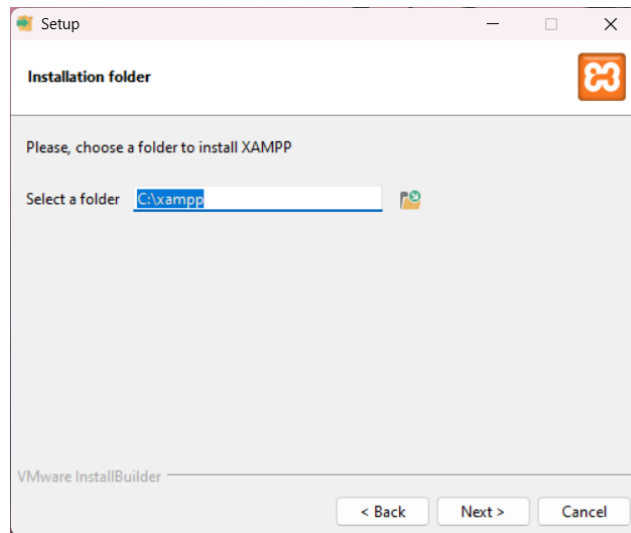 Setup
Installation folder
Please, choose a folder to install XAMPP
Select a folder C:\xampp
VMware InstallBuilder
< Back Next > Cancel